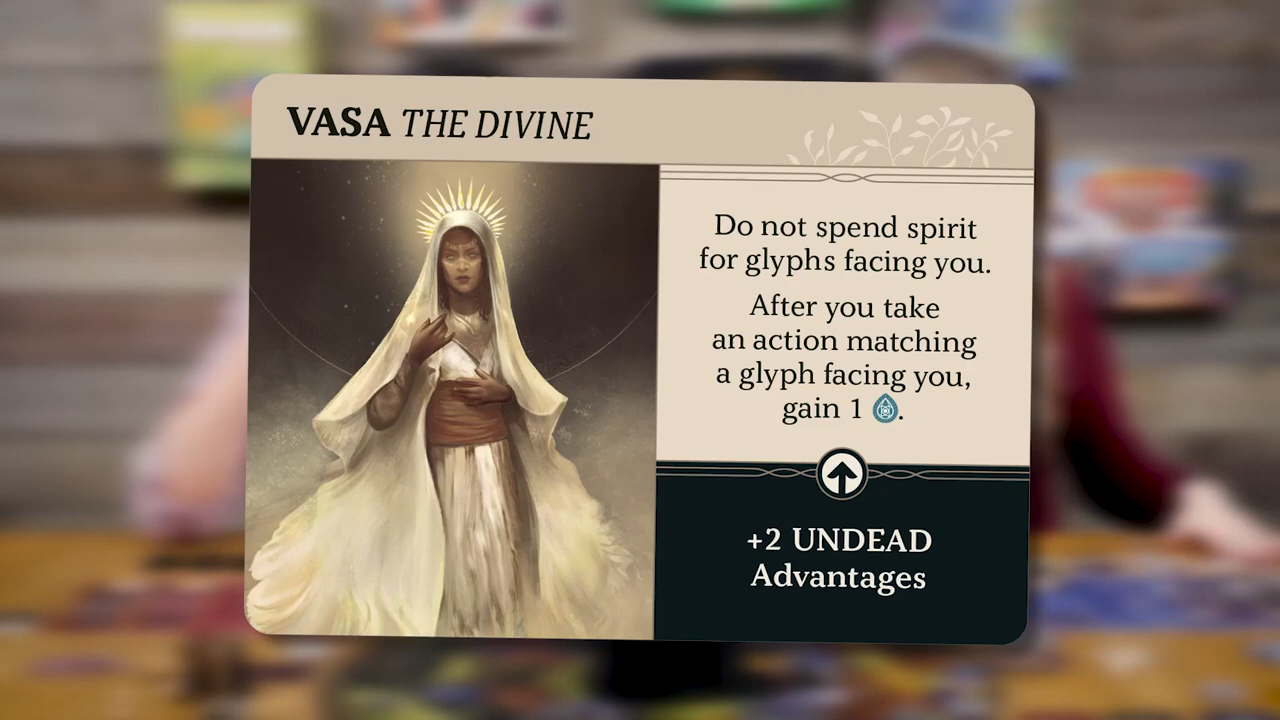 VASA THE DIVINE
Do not spend spirit
for glyphs facing you.
After you take
an action matching
a glyph facing you,
gain 1 .
+2 UNDEAD
Advantages